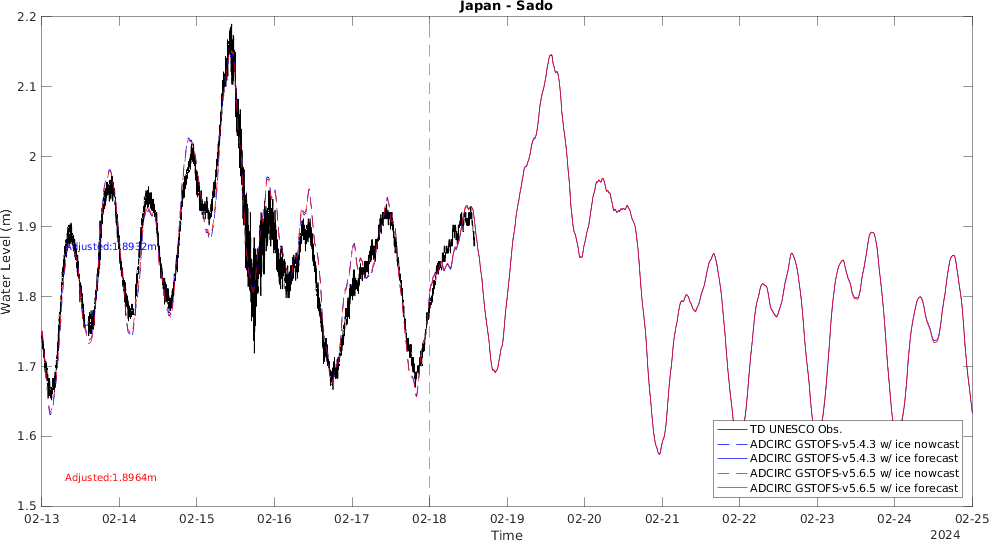 Japan - Sado
2.2
2.1
2
1.9
1.8
1.7
1.6
1.5
Water Level (m)
Adjusted:1.8932m
Adjusted:1.8964m
TD UNESCO Obs.
ADCIRC GSTOFS-v5.4.3 w/ ice nowcast
ADCIRC GSTOFS-v5.4.3 w/ ice forecast
ADCIRC GSTOFS-v5.6.5 w/ ice nowcast
ADCIRC GSTOFS-v5.6.5 w/ ice forecast
02-13 02-14 02-15 02-16 02-17 02-18 02-19 02-20 02-21 02-22 02-23 02-24 02-25
Time
2024